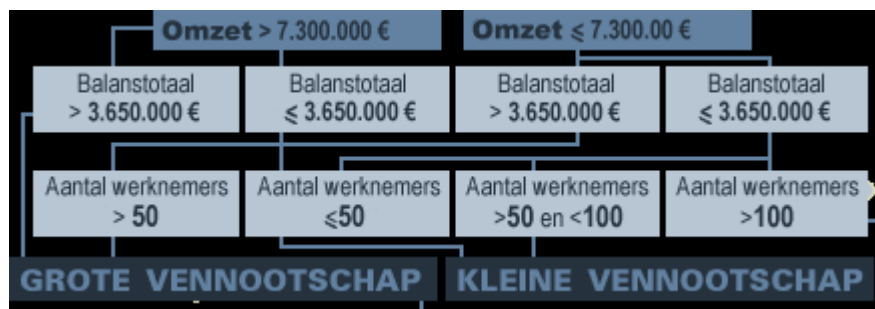 Omzet > 7.300.000 €
Omzet ⩽ 7.300.00 €
Balanstotaal
> 3.650.000 €
Balanstotaal
⩽ 3.650.000 €
Balanstotaal
> 3.650.000 €
Balanstotaal
⩽ 3.650.000 €
Aantal werknemers
> 50
Aantal werknemers
⩽50
Aantal werknemers
>50 en <100
Aantal werknemers
>100
GROTE VENNOOTSCHAP
KLEINE VENNOOTSCHAP